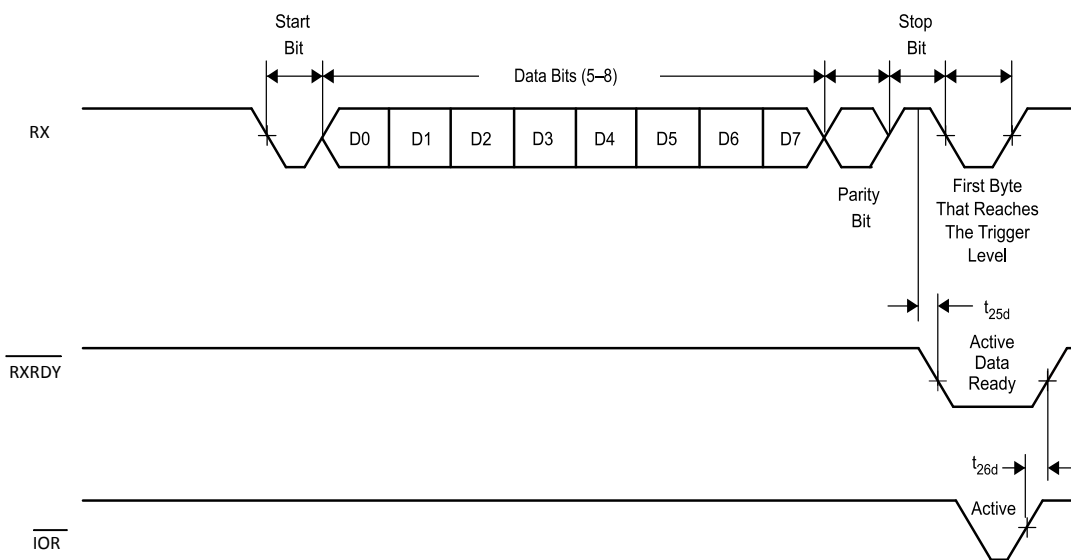 Start
Bit
Data Bits (5–8)
Stop
Bit
RX
D0 D1 D2 D3 D4 D5 D6 D7
Parity
Bit
First Byte
That Reaches
The Trigger
Level
t25d
RXRDY
Active
Data
Ready
t26d
IOR
Active